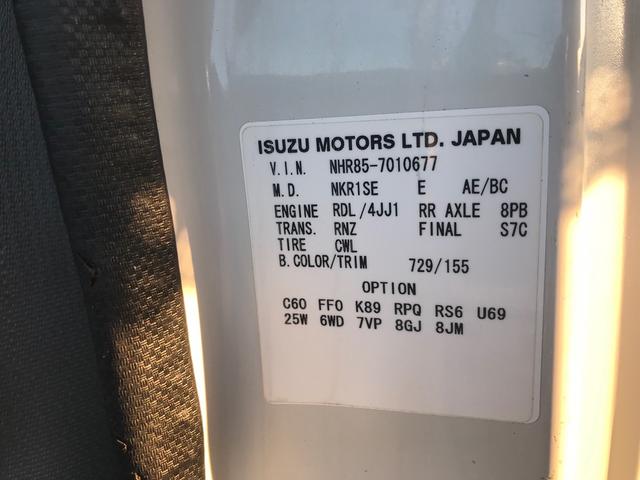 ISUZU MOTORS LTD. JAPAN
V.I.N. NHR85-7010677
M.D. NKR1SE E AE/BC
ENGINE RDL/4JJ1 RR AXLE 8PB
TRANS. RNZ FINAL S7C
TIRE CWL
B.COLOR/TRIM 729/155
OPTION
C60 FF0 K89 RPQ RS6 U69
25W 6WD 7VP 8GJ 8JM